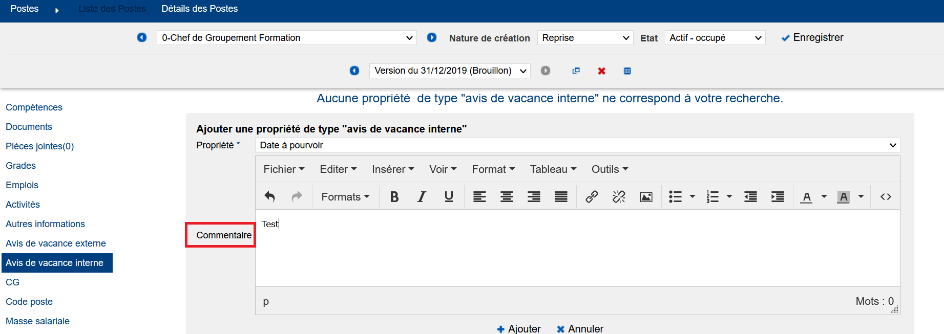 Postes Liste des Postes Détails des Postes
0-Chef de Groupement Formation Nature de création Reprise Etat Actif - occupé Enregistrer
Version du 31/12/2019 (Brouillon)
Aucune propriété de type "avis de vacance interne" ne correspond à votre recherche.
Compétences
Documents
Pièces jointes(0)
Grades
Emplois
Activités
Autres informations
Avis de vacance externe
Avis de vacance interne
CG
Code poste
Masse salariale
Ajouter une propriété de type "avis de vacance interne"
Propriété * Date à pourvoir
Fichier Editer Insérer Voir Format Tableau Outils
Formats B I U A A
Commentaire
Test
p Mots : 0
Ajouter Annuler